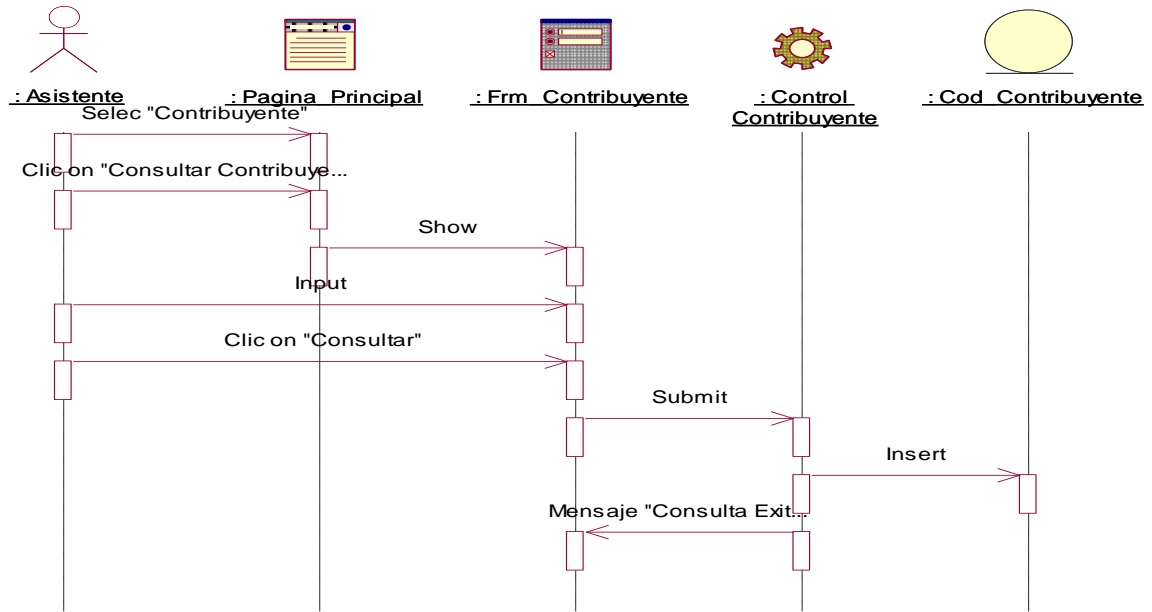 : Asistente
: Pagina_Principal
: Frm_Contribuyente
: Control
Contribuyente
: Cod_Contribuyente
Selec "Contribuyente"
Clic on "Consultar Contribuye...
Show
Input
Clic on "Consultar"
Submit
Insert
Mensaje "Consulta Exit...